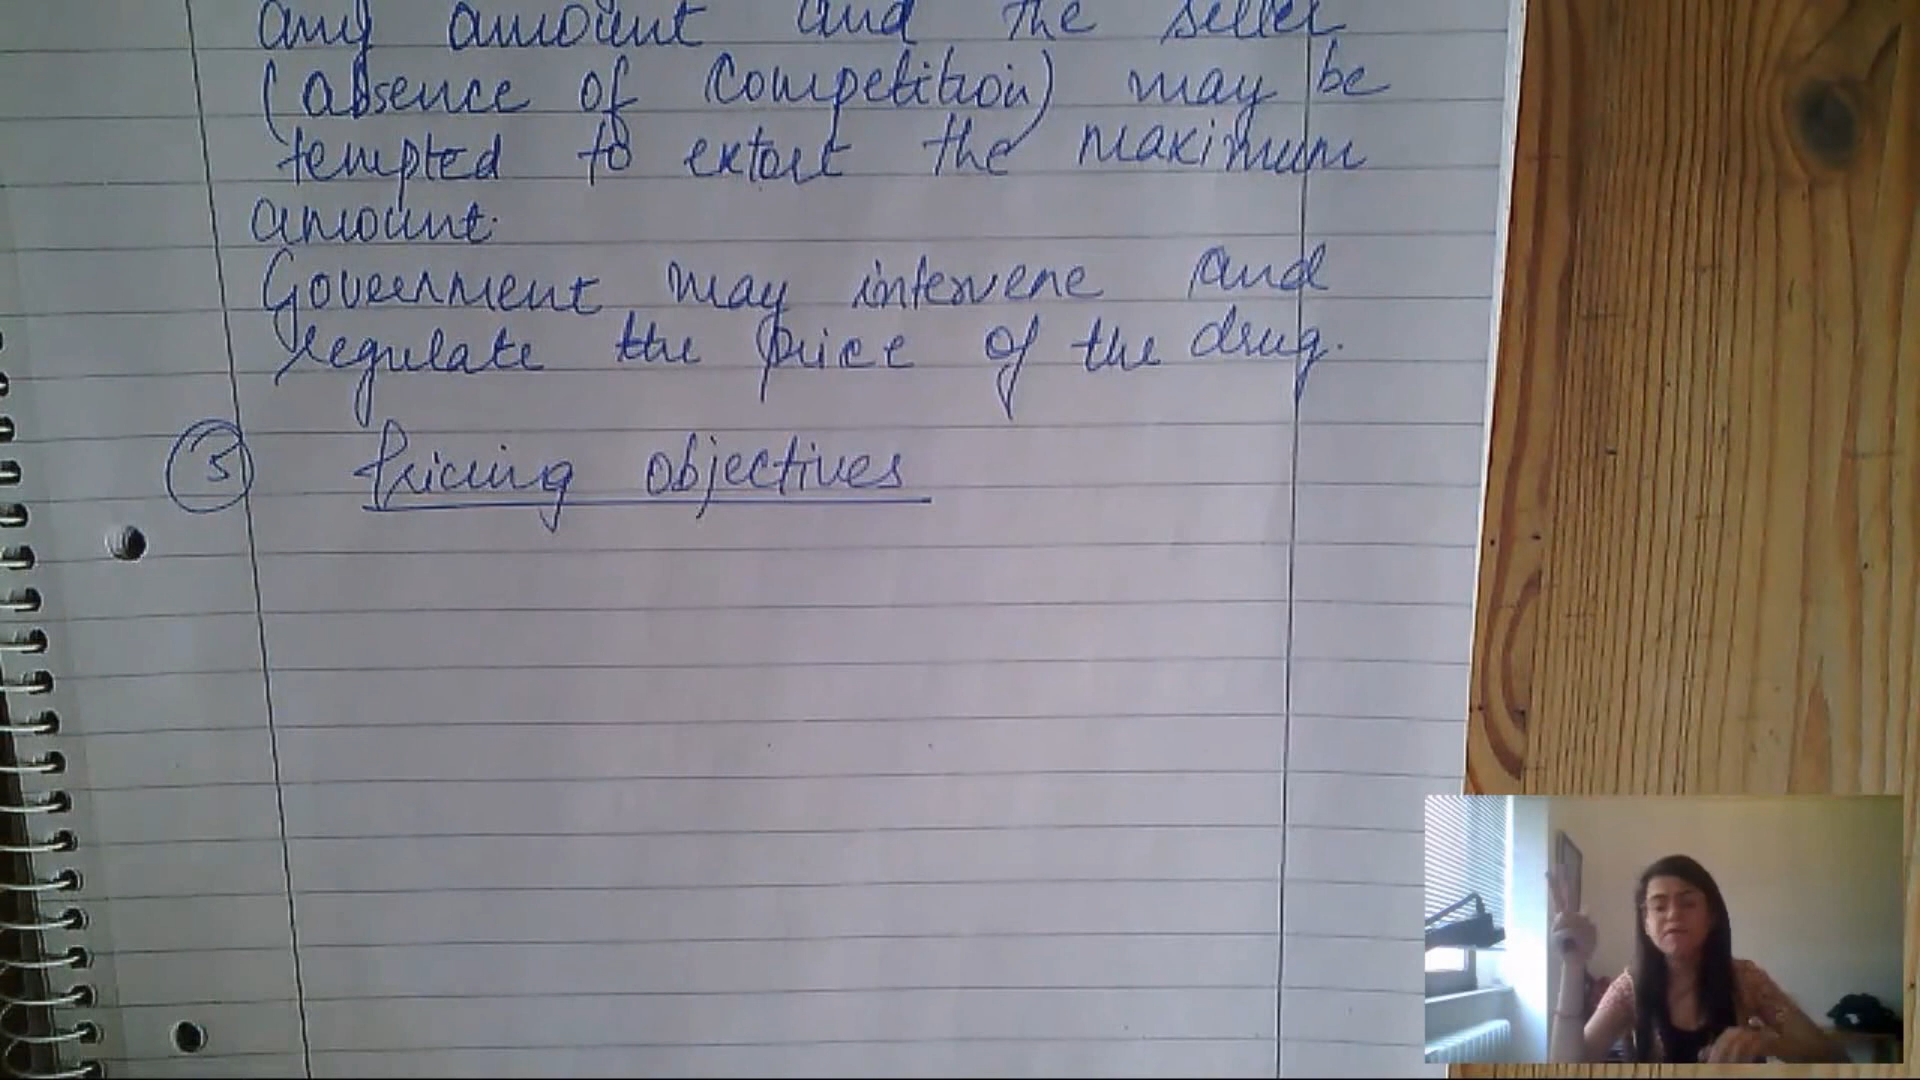 any amount and the seller
(absence of Competition) may be
tempted to extort the maximum
amount.
Government may intervene and
regulate the price of the drug.
5 Pricing objectives